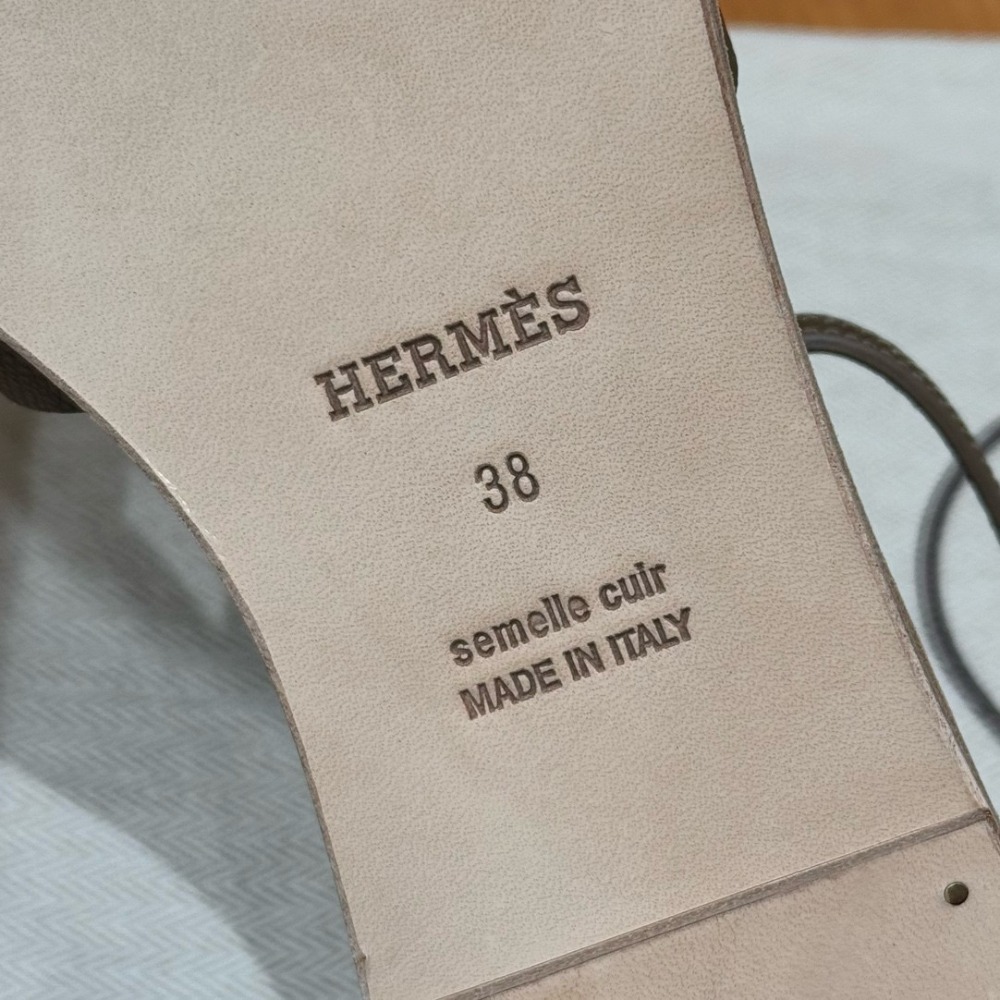 HERMÈS
38
semelle cuir
MADE IN ITALY